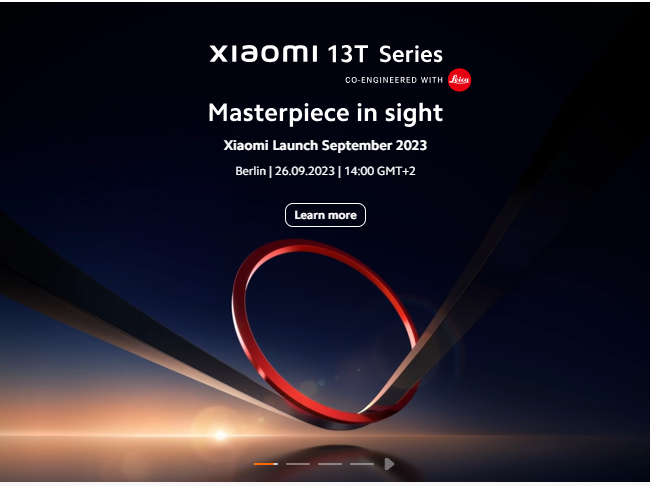 XIAOMI 13T Series
CO-ENGINEERED WITH Leica
Masterpiece in sight
Xiaomi Launch September 2023
Berlin | 26.09.2023 | 14:00 GMT+2
Learn more